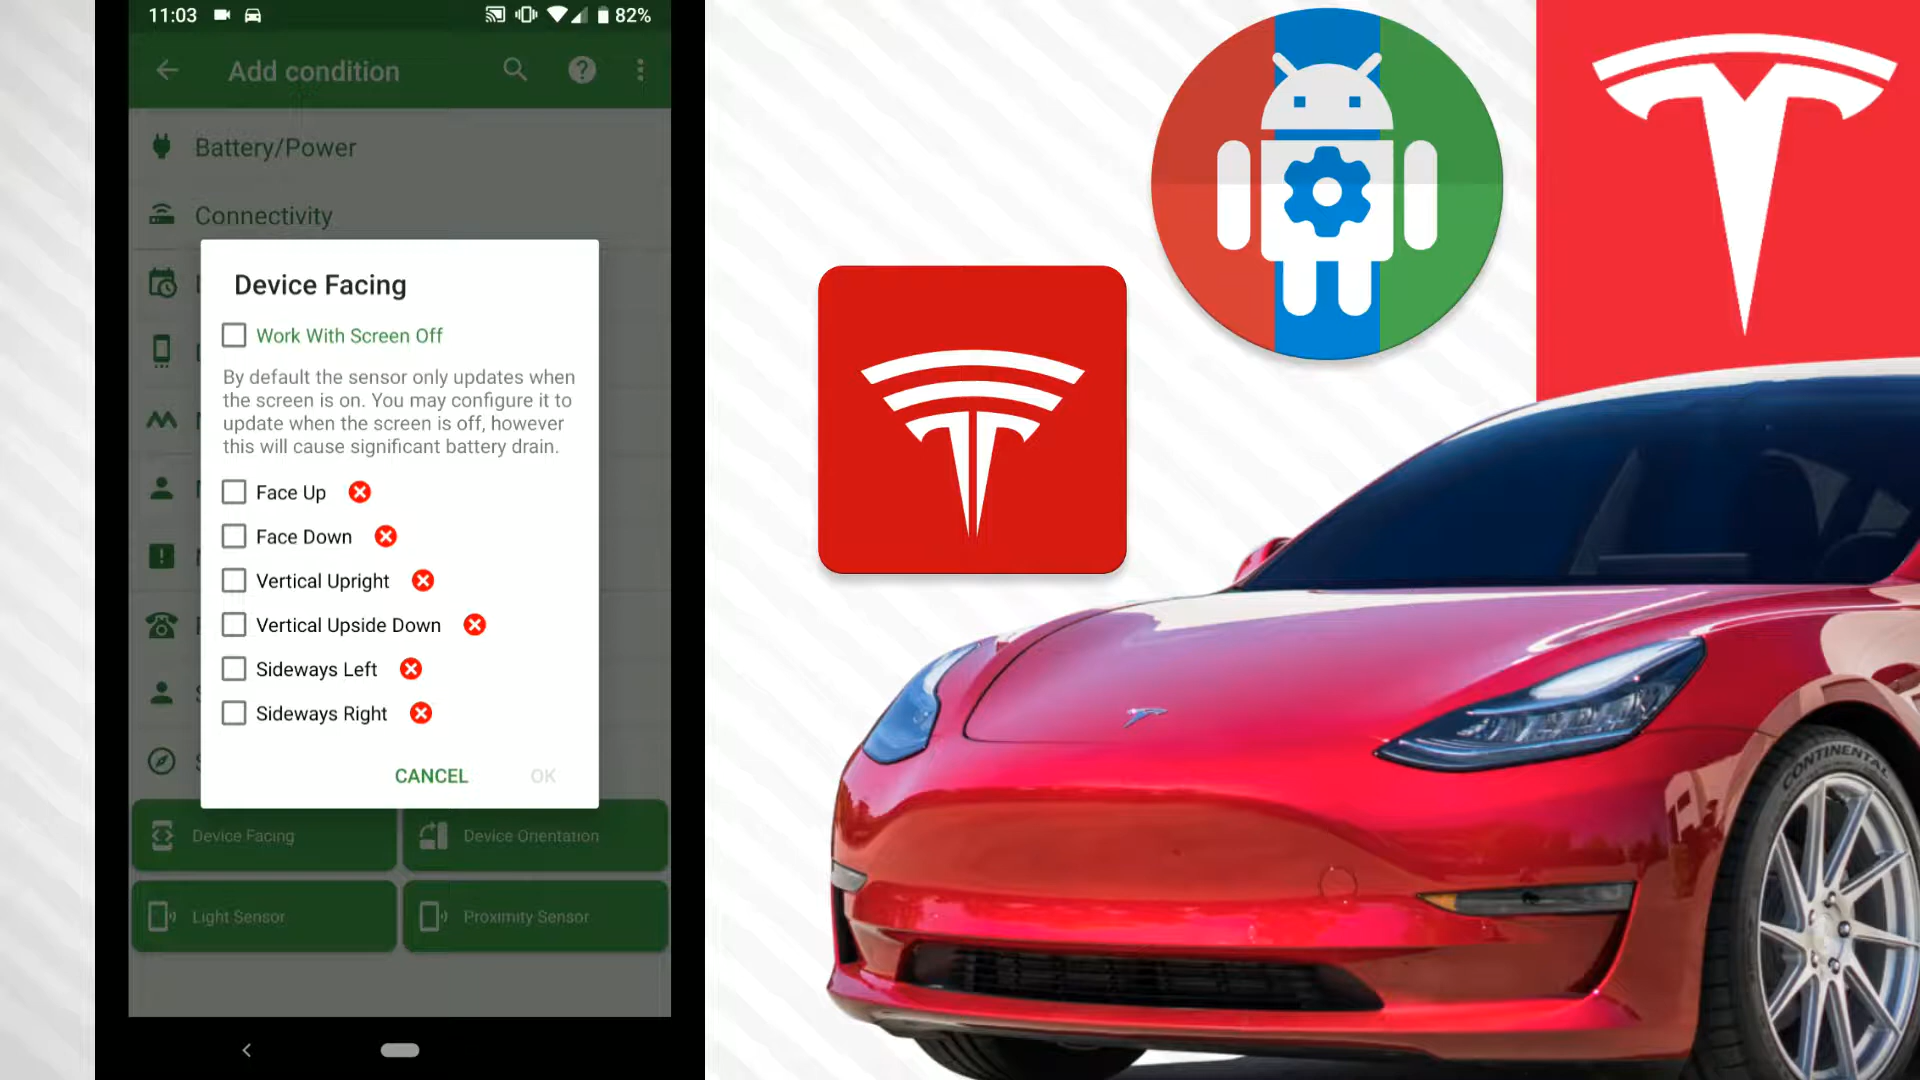 11:03
82%
Add condition
Battery/Power
Connectivity
Device Facing
Work With Screen Off
By default the sensor only updates when
the screen is on. You may configure it to
update when the screen is off, however
this will cause significant battery drain.
Face Up
Face Down
Vertical Upright
Vertical Upside Down
Sideways Left
Sideways Right
CANCEL
OK
Device Facing
Device Orientation
Light Sensor
Proximity Sensor
CONTINENTAL